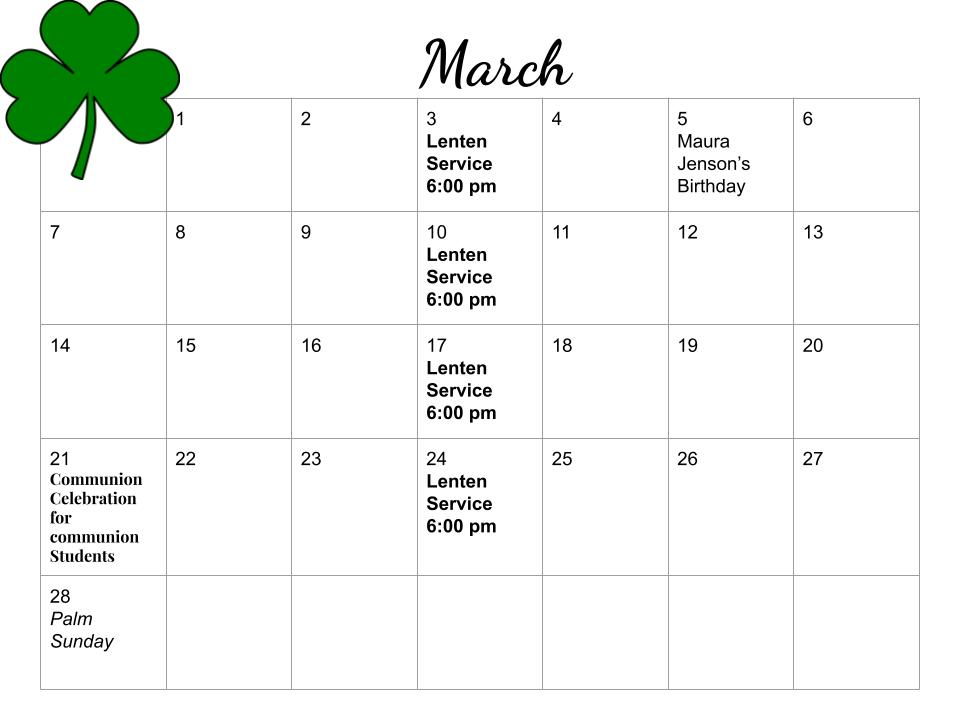 March
1
2
3
Lenten
Service
6:00 pm
4
5
Maura
Jenson’s
Birthday
6
7
8
9
10
Lenten
Service
6:00 pm
11
12
13
14
15
16
17
Lenten
Service
6:00 pm
18
19
20
21
Communion
Celebration
for
communion
Students
22
23
24
Lenten
Service
6:00 pm
25
26
27
28
Palm
Sunday